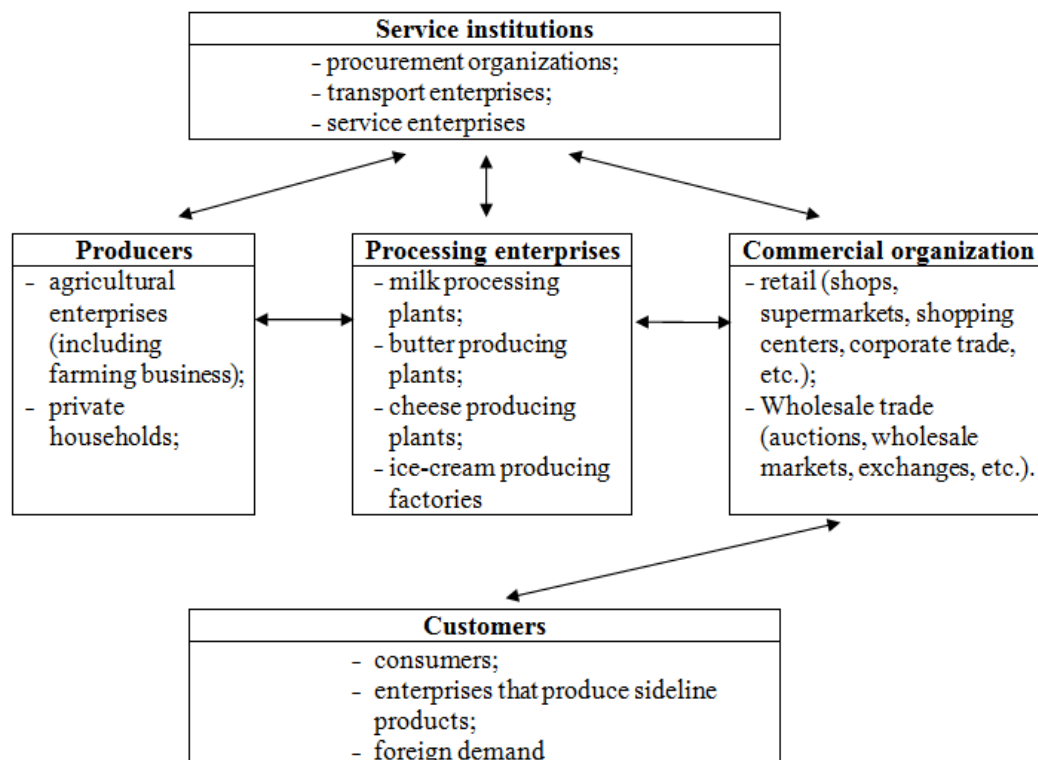 Service institutions
- procurement organizations;
- transport enterprises;
- service enterprises
Producers
- agricultural
enterprises
(including
farming business);
- private
households;
Processing enterprises
- milk processing
plants;
- butter producing
plants;
- cheese producing
plants;
- ice-cream producing
factories
Commercial organization
- retail (shops,
supermarkets, shopping
centers, corporate trade,
etc.);
- Wholesale trade
(auctions, wholesale
markets, exchanges, etc.).
Customers
- consumers;
- enterprises that produce sideline
products;
- foreign demand